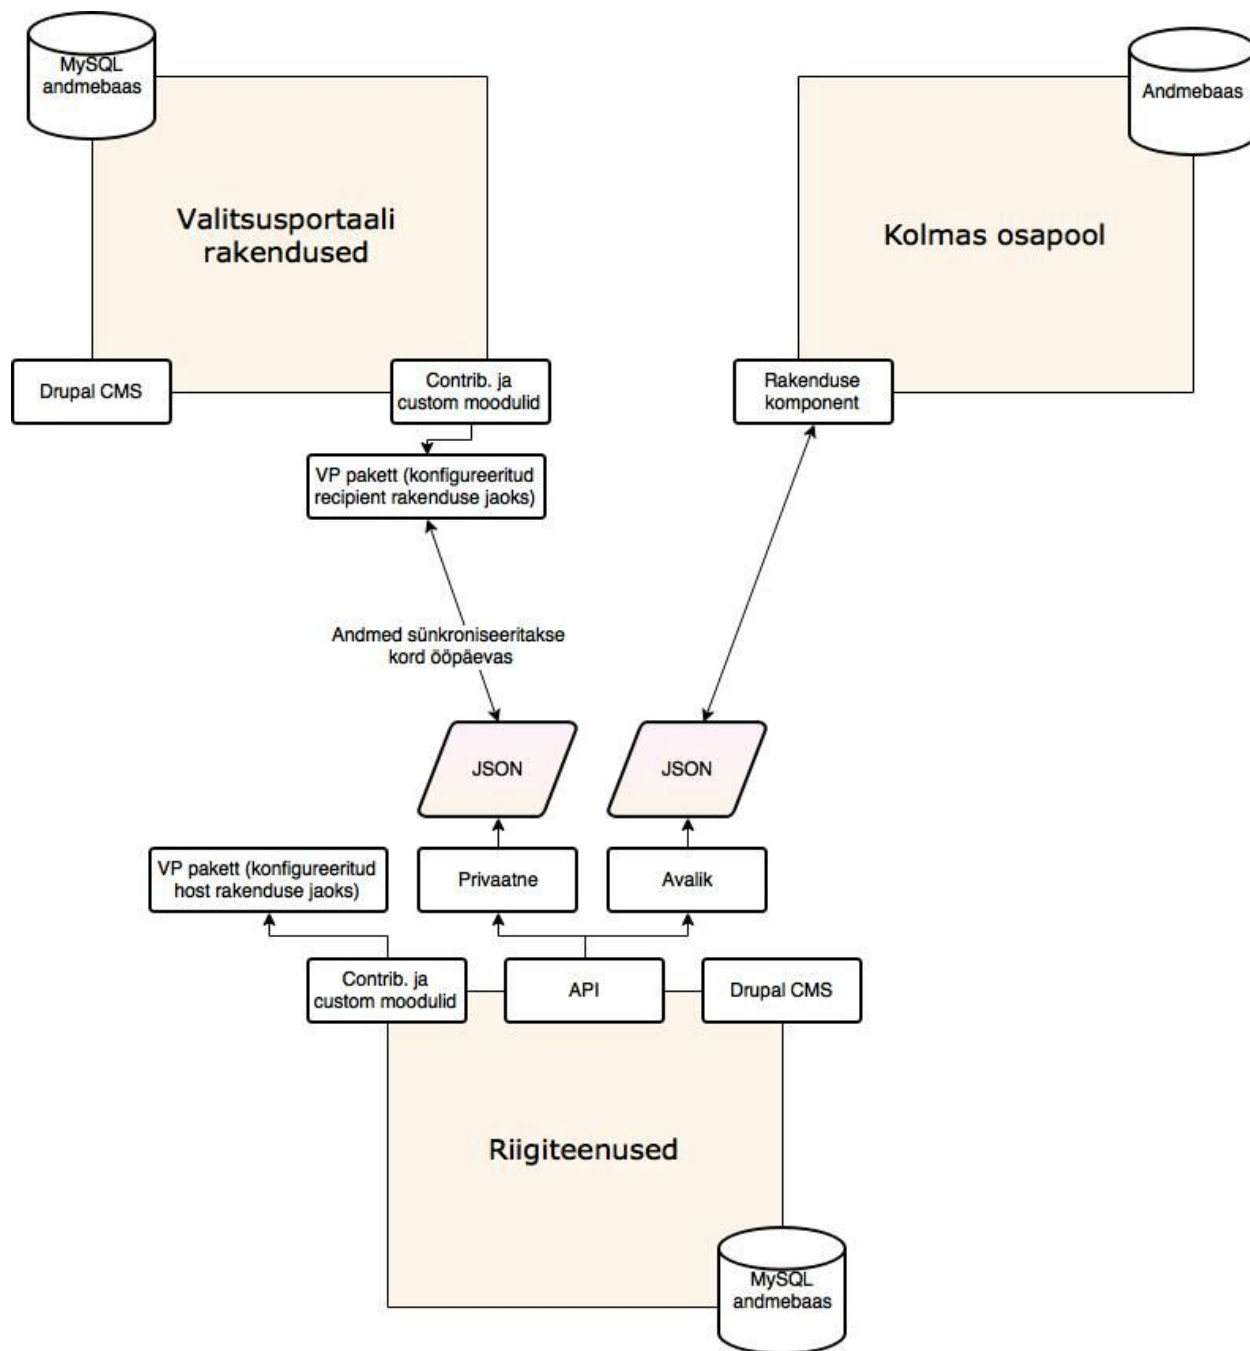 MySQL
andmebaas
Andmebaas
Valitsusportaali
rakendused
Kolmas osapool
Drupal CMS
Contrib. ja
custom moodulid
Rakenduse
komponent
VP pakett (konfigureeritud
recipient rakenduse jaoks)
Andmed sünkroniseeritakse
kord ööpäevas
JSON
JSON
VP pakett (konfigureeritud
host rakenduse jaoks)
Privaatne
Avalik
Contrib. ja
custom moodulid
API
Drupal CMS
Riigiteenused
MySQL
andmebaas